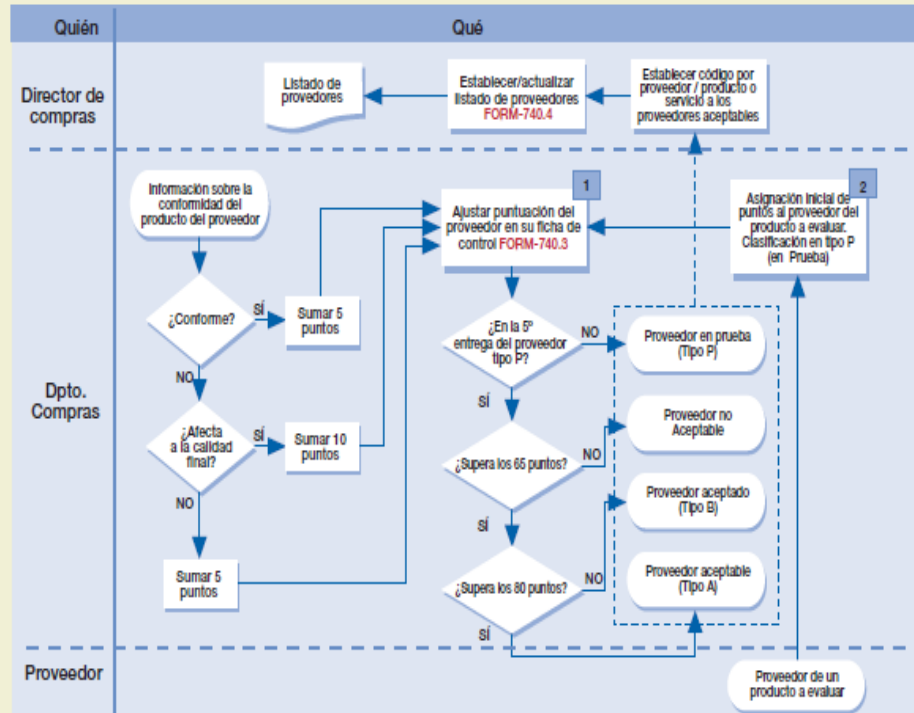 Quién
Qué
Director de
compras
Listado de
provedores
Establecer/actualizar
listado de proveedores
FORM-740.4
Establecer código por
proveedor / producto o
servicio a los
proveedores aceptables
Dpto.
Compras
Información sobre la
conformidad del
producto del proveedor
1
Ajustar puntuación del
proveedor en su ficha de
control FORM-740.3
2
Asignación inicial de
puntos al proveedor del
producto a evaluar.
Clasificación en tipo P
(en Prueba)
¿Conforme?
SÍ
Sumar 5
puntos
NO
¿En la 5ª
entrega del proveedor
tipo P?
NO
Proveedor en prueba
(Tipo P)
SÍ
¿Afecta
a la calidad
final?
SÍ
Sumar 10
puntos
NO
¿Supera los 65 puntos?
NO
Proveedor no
Aceptable
SÍ
Proveedor aceptado
(Tipo B)
Sumar 5
puntos
¿Supera los 80 puntos?
NO
Proveedor aceptable
(Tipo A)
SÍ
Proveedor
Proveedor de un
producto a evaluar